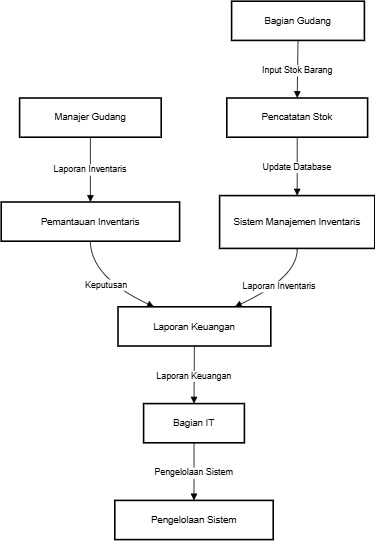 Bagian Gudang
Input Stok Barang
Manajer Gudang
Pencatatan Stok
Laporan Inventaris
Update Database
Pemantauan Inventaris
Sistem Manajemen Inventaris
Keputusan
Laporan Inventaris
Laporan Keuangan
Laporan Keuangan
Bagian IT
Pengelolaan Sistem
Pengelolaan Sistem